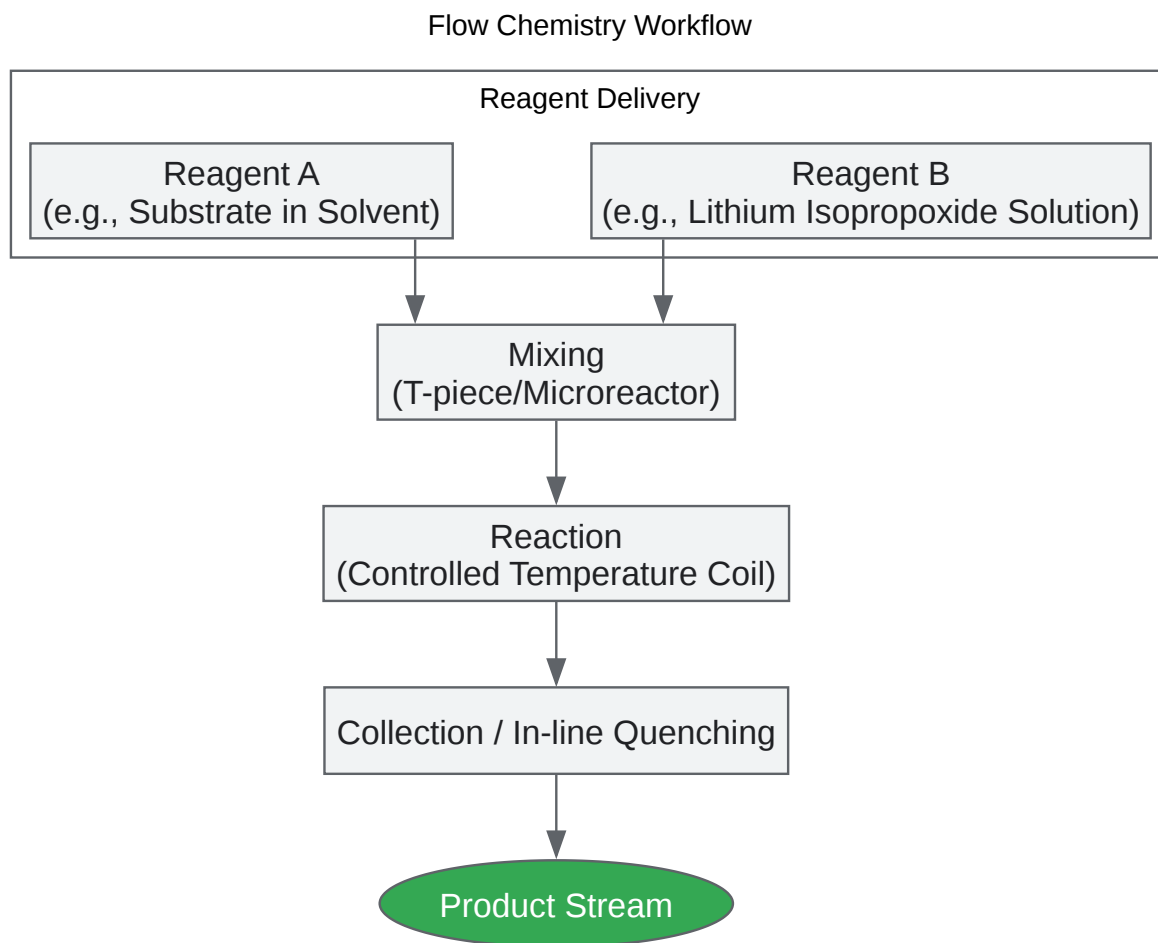 Flow Chemistry Workflow
Reagent Delivery
Reagent A
(e.g., Substrate in Solvent)
Reagent B
(e.g., Lithium Isopropoxide Solution)
Mixing
(T-piece/Microreactor)
Reaction
(Controlled Temperature Coil)
Collection / In-line Quenching
Product Stream